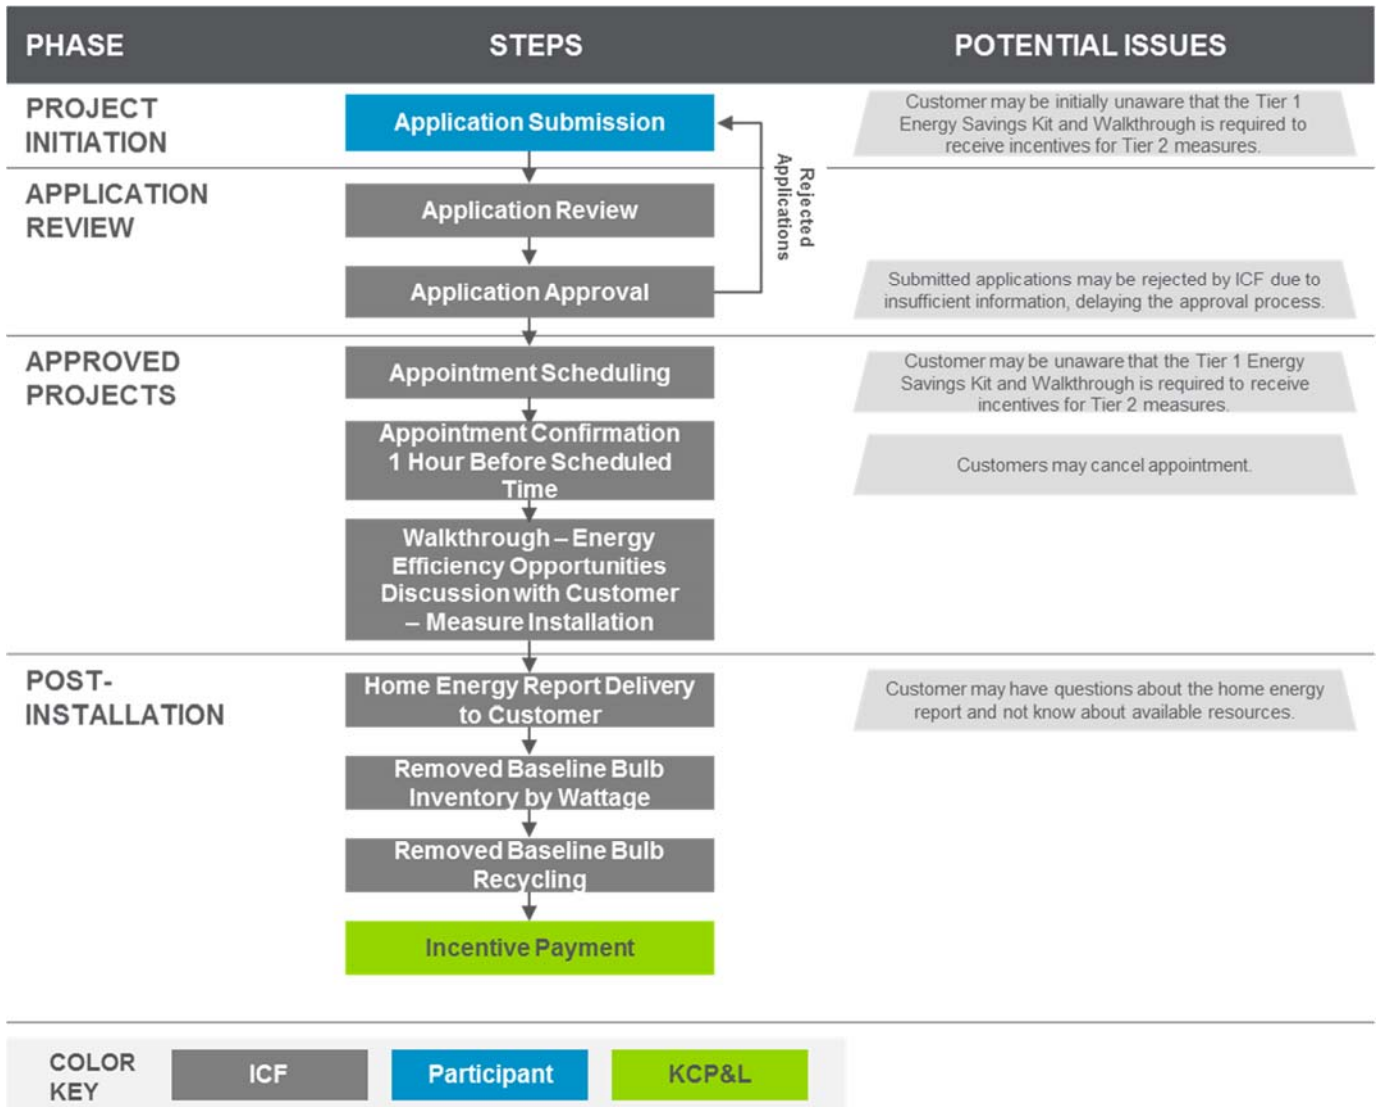 PHASE
STEPS
POTENTIAL ISSUES
PROJECT
INITIATION
Application Submission
Customer may be initially unaware that the Tier 1
Energy Savings Kit and Walkthrough is required to
receive incentives for Tier 2 measures.
Rejected
Applications
APPLICATION
REVIEW
Application Review
Application Approval
Submitted applications may be rejected by ICF due to
insufficient information, delaying the approval process.
APPROVED
PROJECTS
Appointment Scheduling
Customer may be unaware that the Tier 1 Energy
Savings Kit and Walkthrough is required to receive
incentives for Tier 2 measures.
Appointment Confirmation
1 Hour Before Scheduled
Time
Customers may cancel appointment.
Walkthrough – Energy
Efficiency Opportunities
Discussion with Customer
– Measure Installation
POST-
INSTALLATION
Home Energy Report Delivery
to Customer
Customer may have questions about the home energy
report and not know about available resources.
Removed Baseline Bulb
Inventory by Wattage
Removed Baseline Bulb
Recycling
Incentive Payment
COLOR
KEY
ICF
Participant
KCP&L